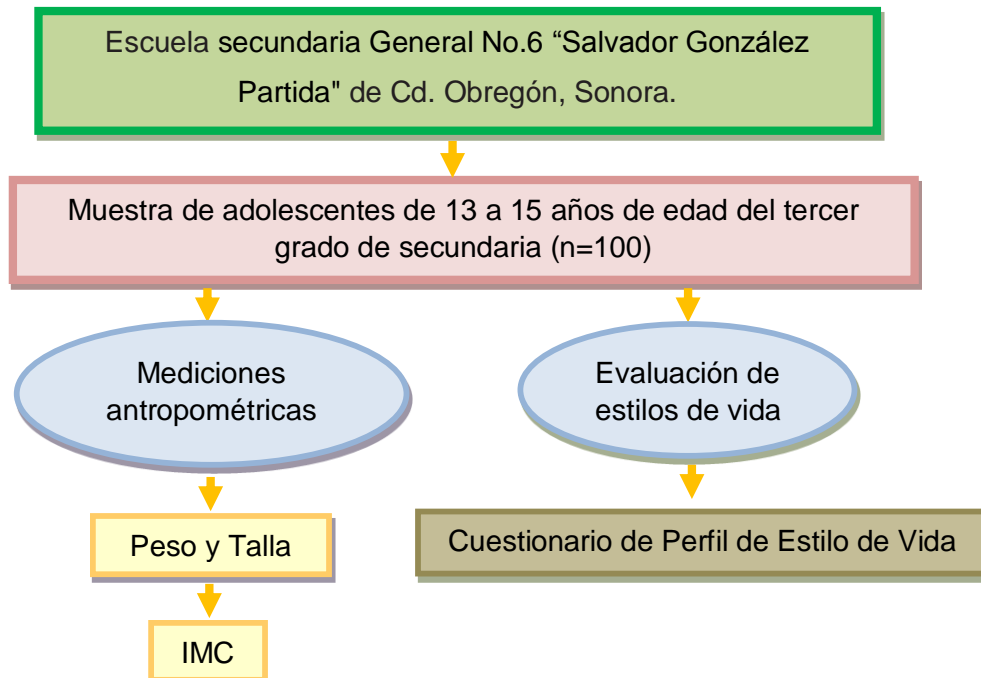 Escuela secundaria General No.6 “Salvador González
Partida" de Cd. Obregón, Sonora.
Muestra de adolescentes de 13 a 15 años de edad del tercer
grado de secundaria (n=100)
Mediciones
antropométricas
Evaluación de
estilos de vida
Peso y Talla
Cuestionario de Perfil de Estilo de Vida
IMC